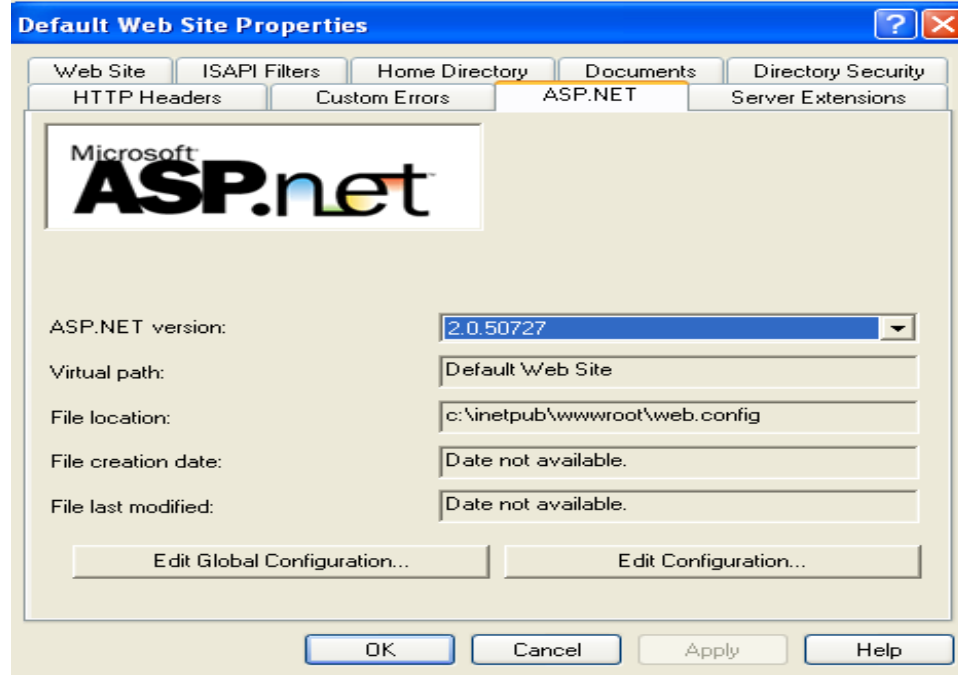 Default Web Site Properties
Web Site ISAPI Filters Home Directory Documents Directory Security
HTTP Headers Custom Errors ASP.NET Server Extensions
Microsoft
ASP.net
ASP.NET version: 2.0.50727
Virtual path: Default Web Site
File location: c:\inetpub\wwwroot\web.config
File creation date: Date not available.
File last modified: Date not available.
Edit Global Configuration... Edit Configuration...
OK Cancel Apply Help